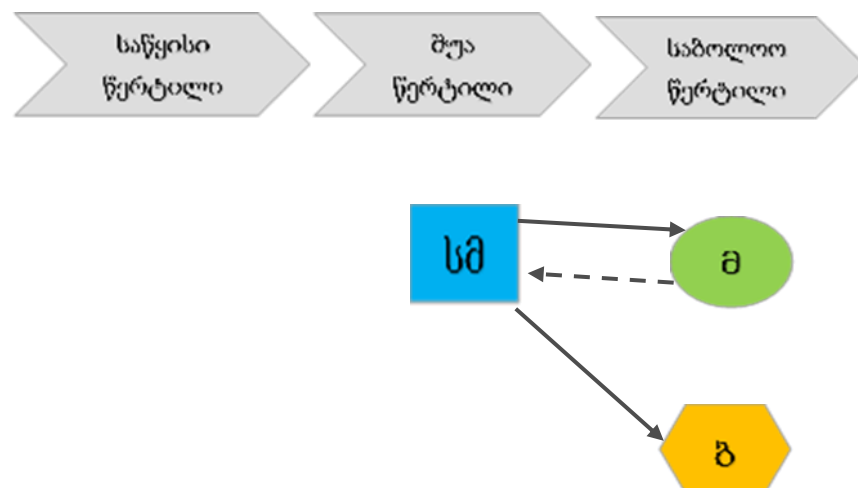 საწყისი
წერტილი
შუა
წერტილი
საბოლოო
წერტილი
სმ
მ
ბ